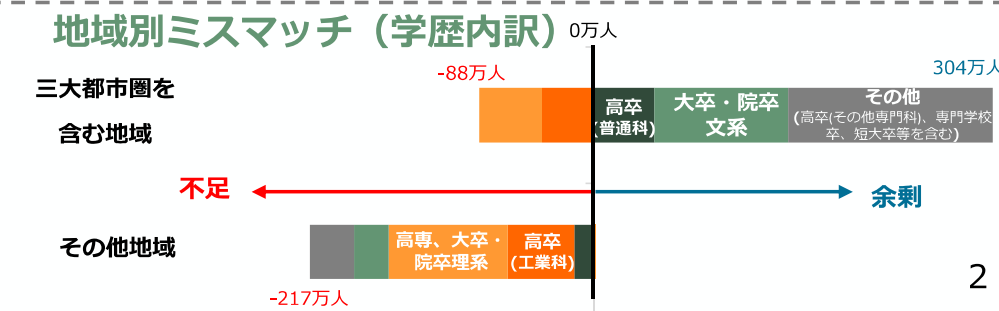 地域別ミスマッチ（学歴内訳）
0万人
-88万人
304万人
三大都市圏を
含む地域
高卒
(普通科)
大卒・院卒
文系
その他
(高卒(その他専門科)、専門学校
卒、短大卒等を含む)
不足
余剰
その他地域
高専、大卒・
院卒理系
高卒
(工業科)
-217万人
2